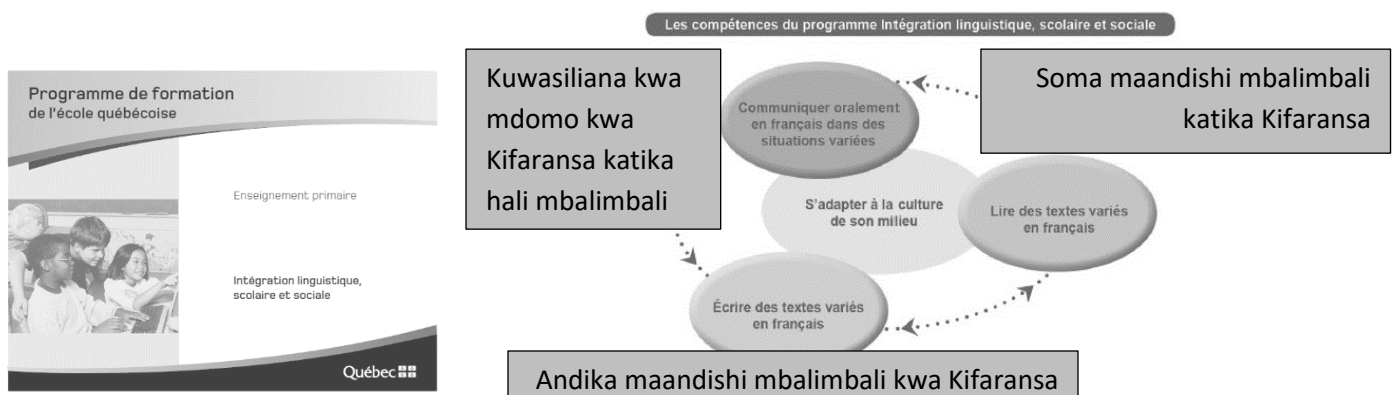 Les compétences du programme Intégration linguistique, scolaire et sociale
Programme de formation
de l'école québécoise
Enseignement primaire
Intégration linguistique,
scolaire et sociale
Québec
Kuwasiliana kwa
mdomo kwa
Kifaransa katika
hali mbalimbali
Communiquer oralement
en français dans des
situations variées
Soma maandishi mbalimbali
katika Kifaransa
S'adapter à la culture
de son milieu
Lire des textes variés
en français
Écrire des textes variés
en français
Andika maandishi mbalimbali kwa Kifaransa